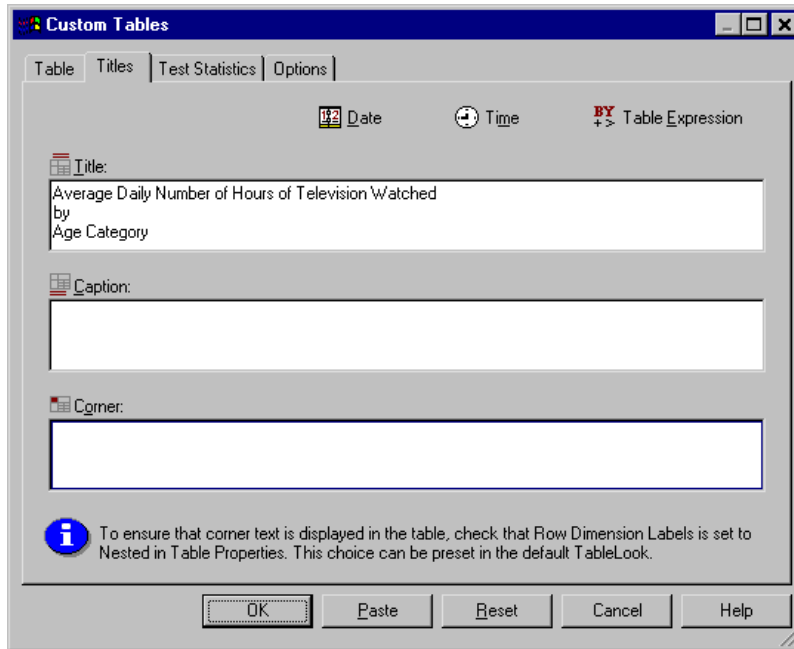 Custom Tables
Table Titles Test Statistics Options
12 Date Time BY +> Table Expression
Title:
Average Daily Number of Hours of Television Watched
by
Age Category
Caption:
Corner:
i
To ensure that corner text is displayed in the table, check that Row Dimension Labels is set to
Nested in Table Properties. This choice can be preset in the default TableLook.
OK Paste Reset Cancel Help